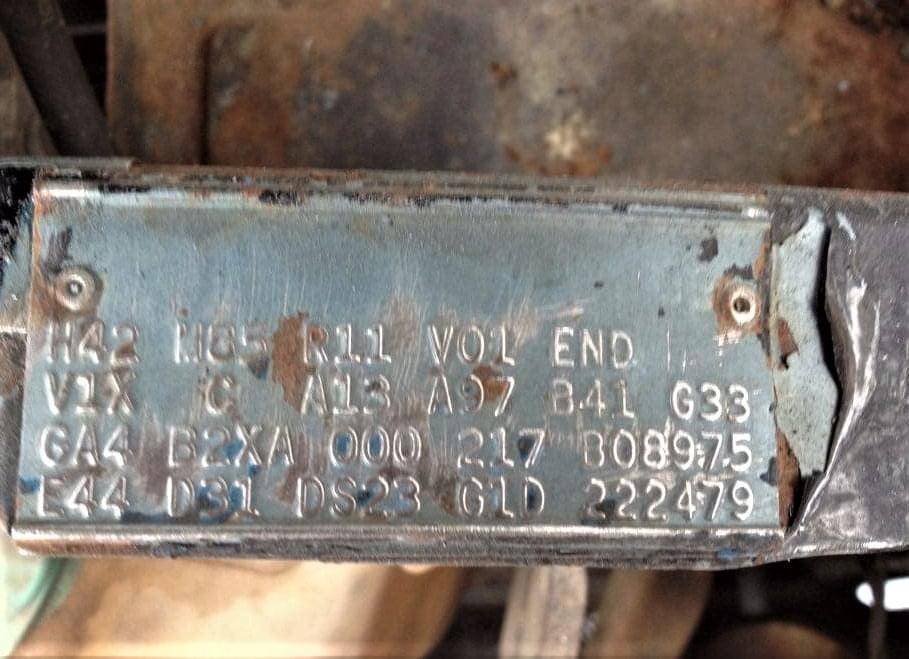 H42 M85 R11 V01 END
V1X C A13 A97 B41 G33
GA4 B2XA 000 217 B08975
E44 D31 DS23 G1D 222479